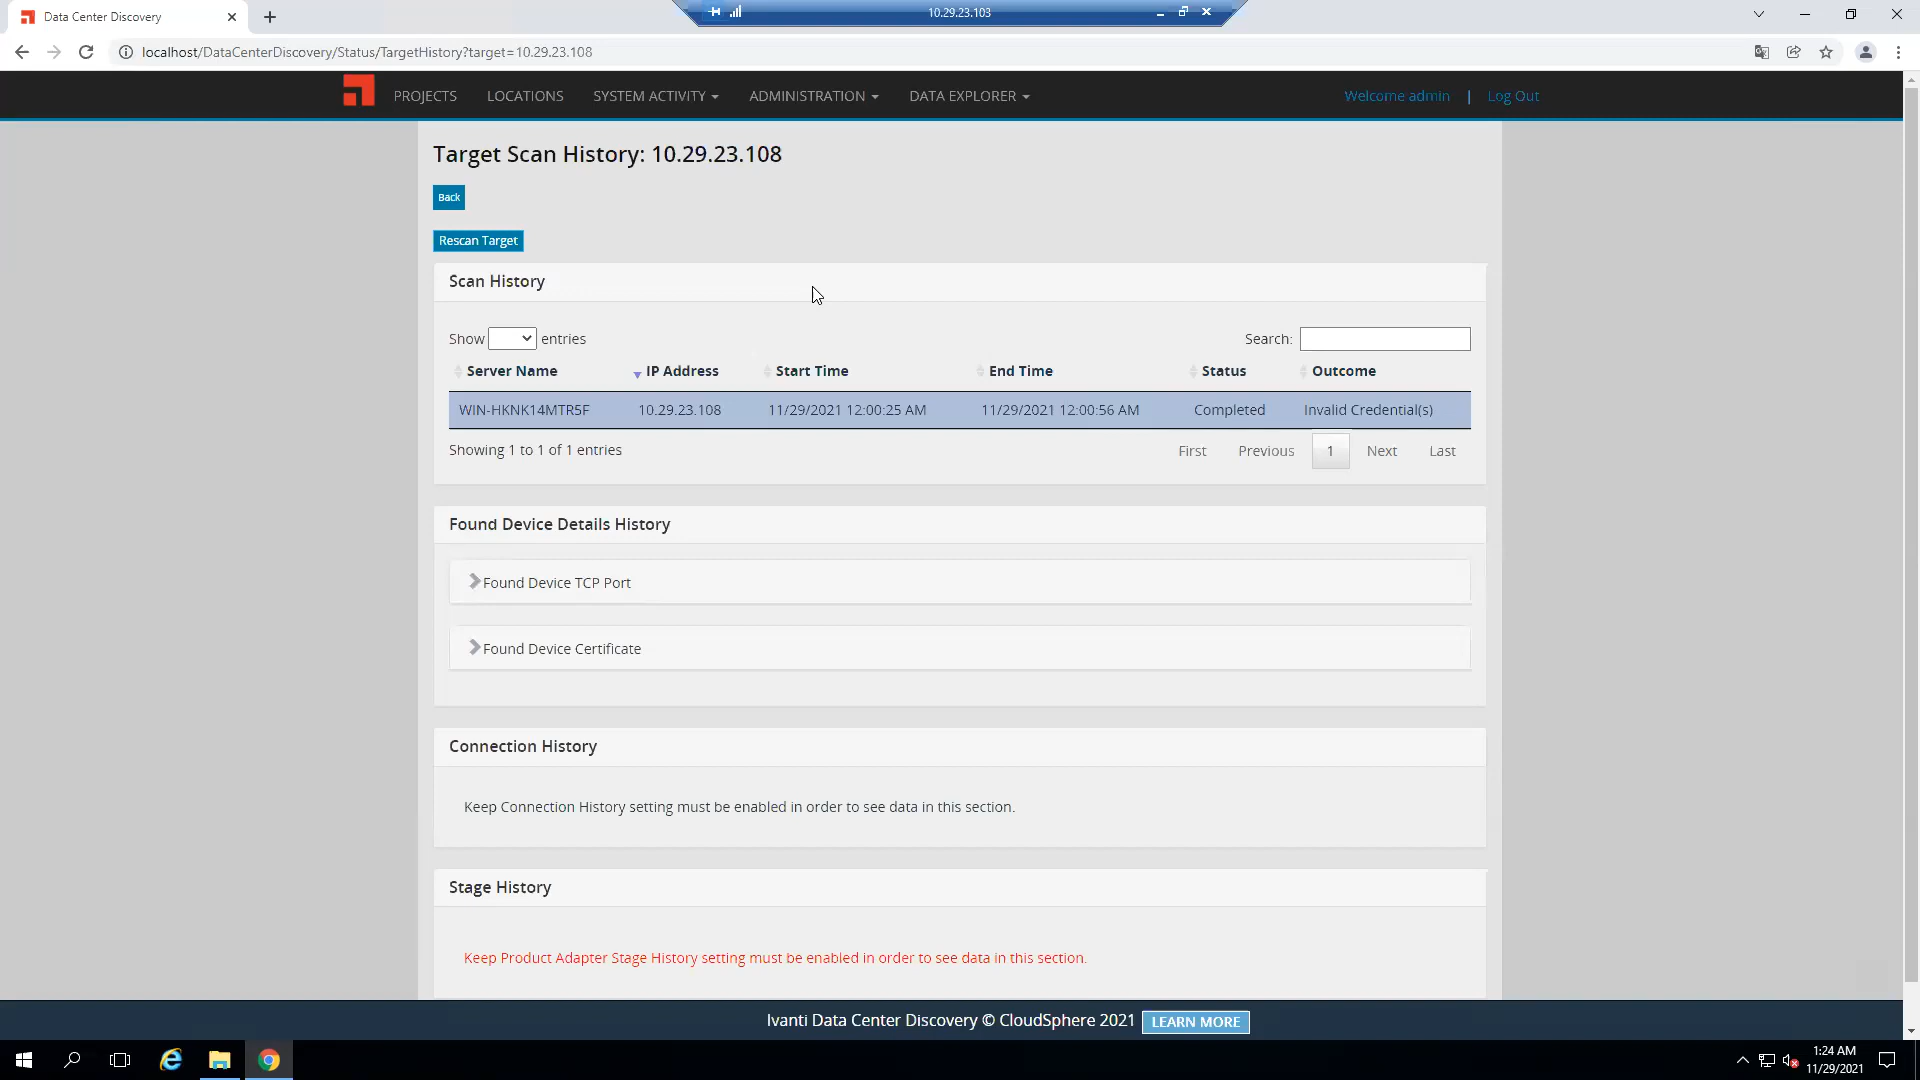 Data Center Discovery
10.29.23.103
localhost/DataCenterDiscovery/Status/TargetHistory?target=10.29.23.108
PROJECTS LOCATIONS SYSTEM ACTIVITY ADMINISTRATION DATA EXPLORER Welcome admin | Log Out
Target Scan History: 10.29.23.108
Back
Rescan Target
Scan History
Show entries Search:
Server Name IP Address Start Time End Time Status Outcome
WIN-HKNK14MTR5F 10.29.23.108 11/29/2021 12:00:25 AM 11/29/2021 12:00:56 AM Completed Invalid Credential(s)
Showing 1 to 1 of 1 entries First Previous 1 Next Last
Found Device Details History
Found Device TCP Port
Found Device Certificate
Connection History
Keep Connection History setting must be enabled in order to see data in this section.
Stage History
Keep Product Adapter Stage History setting must be enabled in order to see data in this section.
Ivanti Data Center Discovery © CloudSphere 2021 LEARN MORE
1:24 AM
11/29/2021